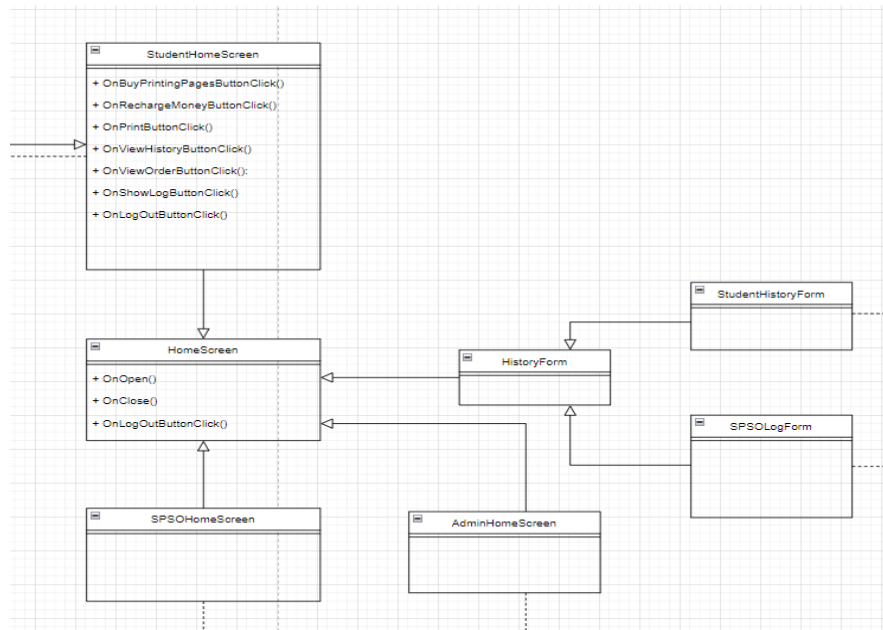 StudentHomeScreen
+ OnBuyPrintingPagesButtonClick()
+ OnRechargeMoneyButtonClick()
+ OnPrintButtonClick()
+ OnViewHistoryButtonClick()
+ OnViewOrderButtonClick():
+ OnShowLogButtonClick()
+ OnLogOutButtonClick()
StudentHistoryForm
HomeScreen
+ OnOpen()
+ OnClose()
+ OnLogOutButtonClick()
HistoryForm
SPSOLogForm
SPSOHomeScreen
AdminHomeScreen